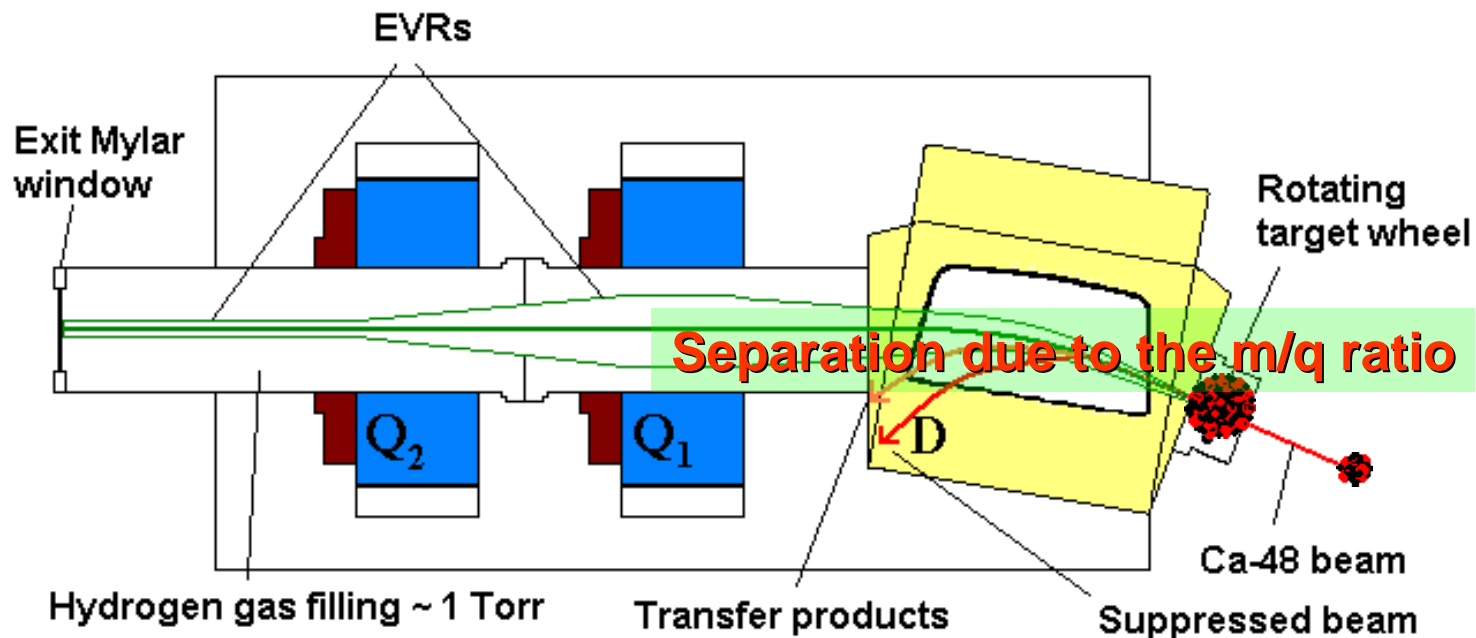 EVRs
Exit Mylar
window
Rotating
target wheel
Separation due to the m/q ratio
Q2
Q1
D
Ca-48 beam
Hydrogen gas filling ~ 1 Torr
Transfer products
Suppressed beam